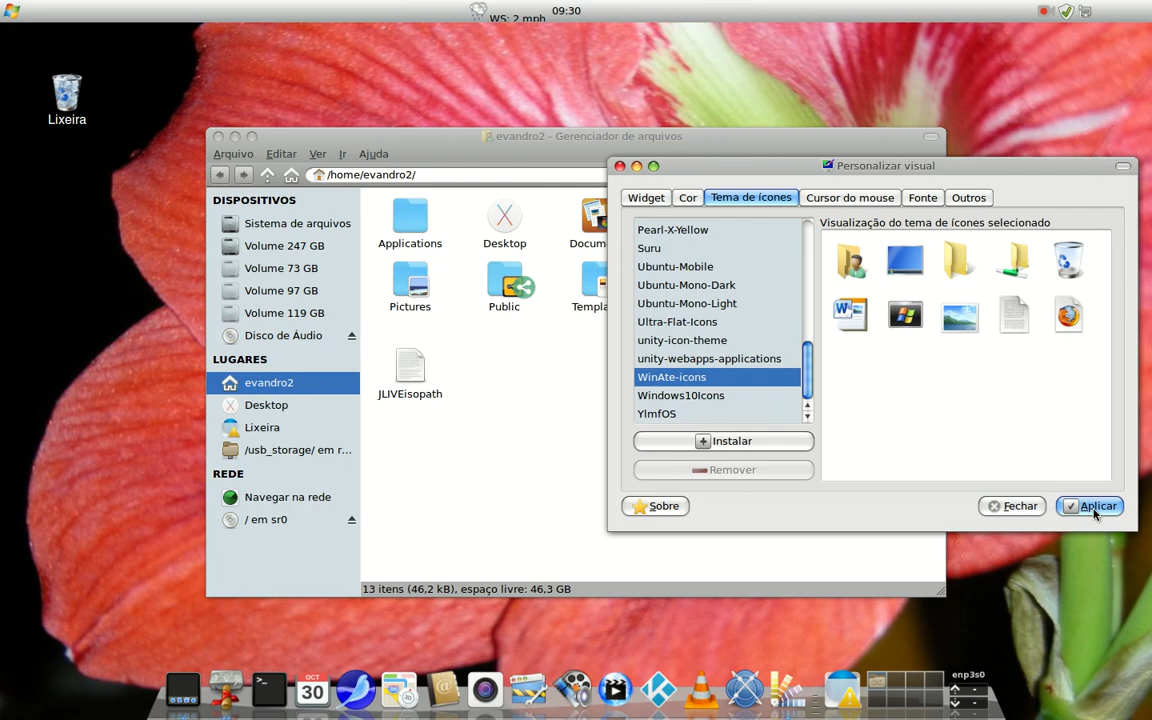 09:30
WS: 2 mph
Lixeira
evandro2 - Gerenciador de arquivos
Arquivo Editar Ver Ir Ajuda
/home/evandro2/
DISPOSITIVOS
Sistema de arquivos
Volume 247 GB
Volume 73 GB
Volume 97 GB
Volume 119 GB
Disco de Áudio
LUGARES
evandro2
Desktop
Lixeira
/usb_storage/ em r...
REDE
Navegar na rede
/ em sr0
Applications
Desktop
Docum
Pictures
Public
Templa
JLIVEisopath
13 itens (46,2 kB), espaço livre: 46,3 GB
Personalizar visual
Widget Cor Tema de ícones Cursor do mouse Fonte Outros
Visualização do tema de ícones selecionado
Pearl-X-Yellow
Suru
Ubuntu-Mobile
Ubuntu-Mono-Dark
Ubuntu-Mono-Light
Ultra-Flat-Icons
unity-icon-theme
unity-webapps-applications
WinAte-icons
Windows10Icons
YlmfOS
Instalar
Remover
Sobre
Fechar
Aplicar
OCT
30
enp3s0